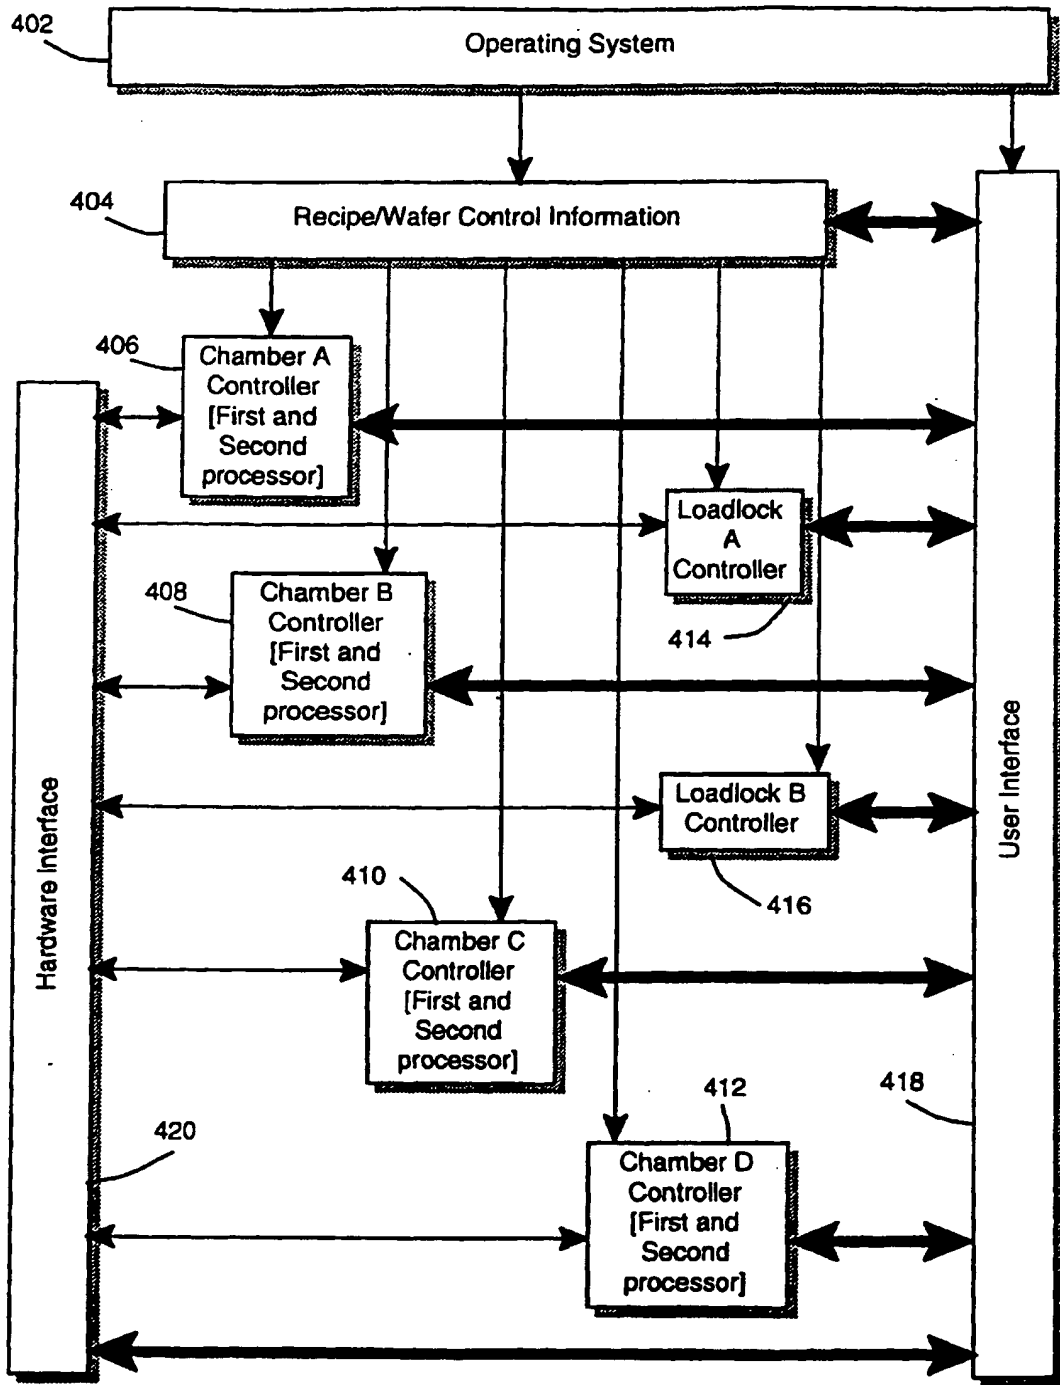 402
Operating System
404
Recipe/Wafer Control Information
406
Chamber A
Controller
[First and
Second
processor]
Loadlock
A
Controller
414
408
Chamber B
Controller
[First and
Second
processor]
Hardware Interface
User Interface
Loadlock B
Controller
416
410
Chamber C
Controller
[First and
Second
processor]
418
412
420
Chamber D
Controller
[First and
Second
processor]